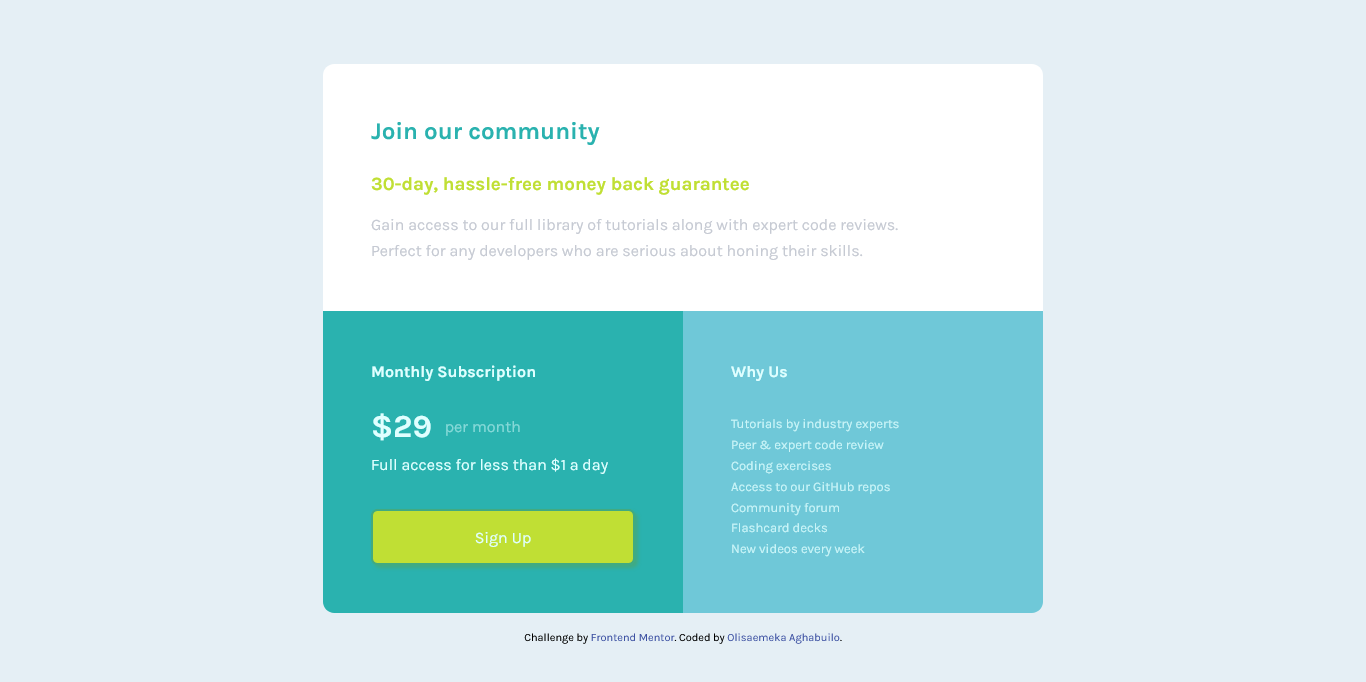 Join our community
30-day, hassle-free money back guarantee
Gain access to our full library of tutorials along with expert code reviews.
Perfect for any developers who are serious about honing their skills.
Monthly Subscription
$29 per month
Full access for less than $1 a day
Sign Up
Why Us
Tutorials by industry experts
Peer & expert code review
Coding exercises
Access to our GitHub repos
Community forum
Flashcard decks
New videos every week
Challenge by Frontend Mentor. Coded by Olisaemeka Aghabuilo.